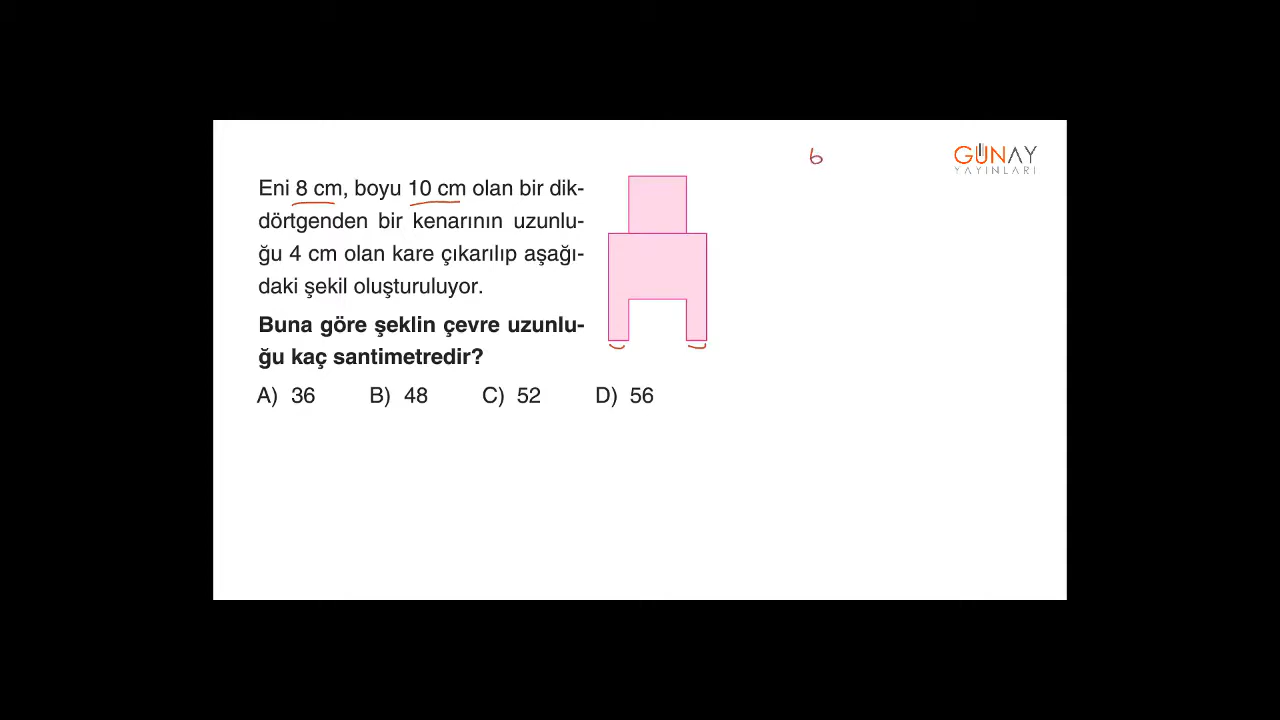 6
GÜNAY
YAYINLARI
Eni 8 cm, boyu 10 cm olan bir dik-
dörtgenden bir kenarının uzunlu-
ğu 4 cm olan kare çıkarılıp aşağı-
daki şekil oluşturuluyor.
Buna göre şeklin çevre uzunlu-
ğu kaç santimetredir?
A) 36 B) 48 C) 52 D) 56